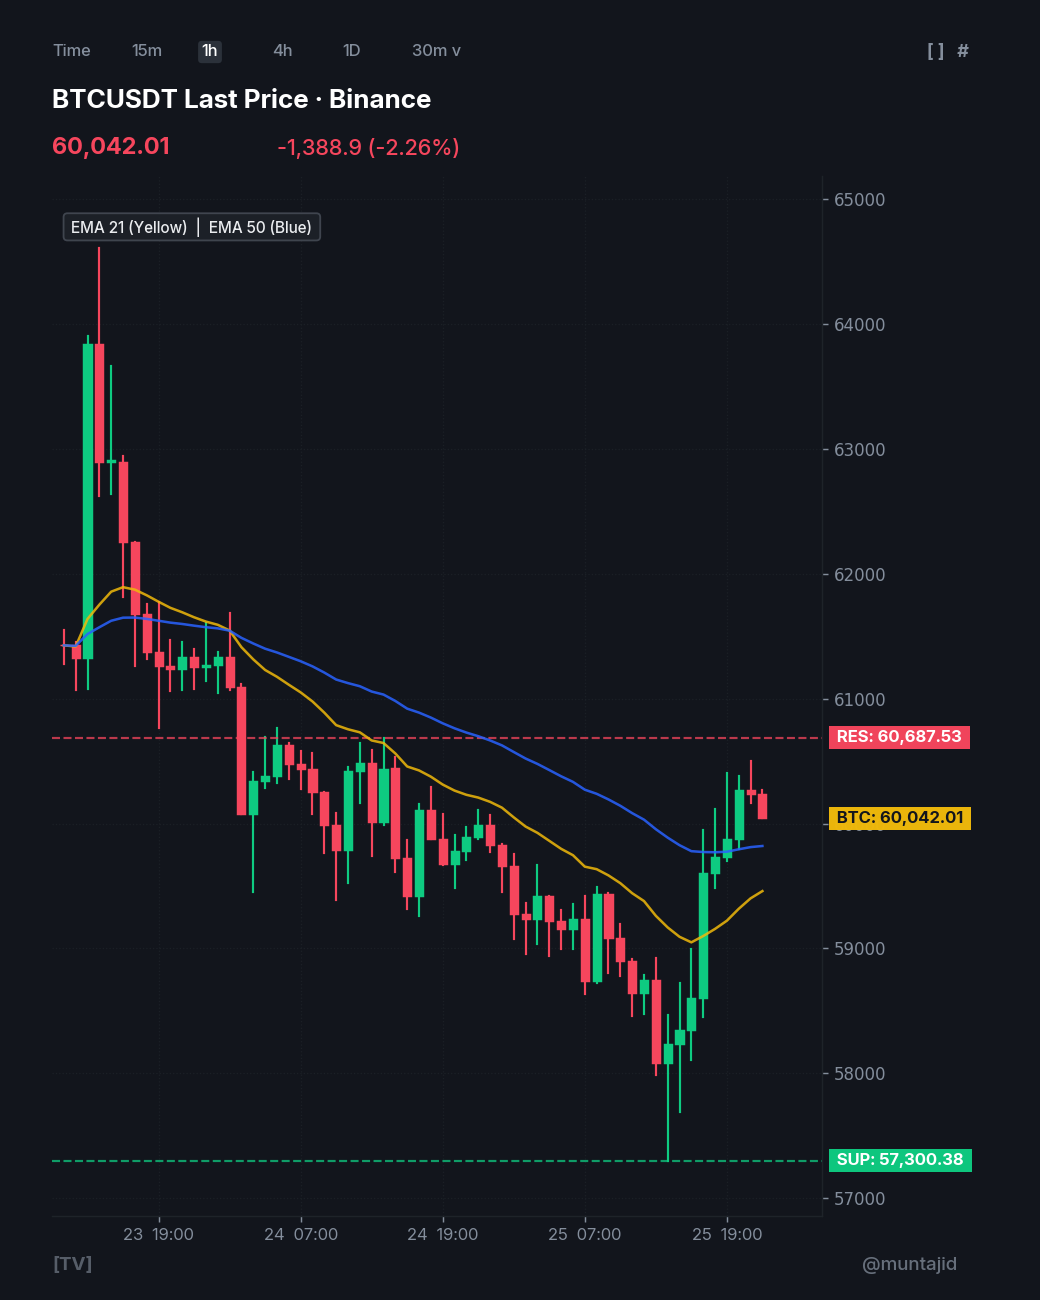 Time 15m 1h 4h 1D 30m v [ ] #
BTCUSDT Last Price · Binance
60,042.01 -1,388.9 (-2.26%)
65000
EMA 21 (Yellow) | EMA 50 (Blue)
64000
63000
62000
61000
RES: 60,687.53
BTC: 60,042.01
59000
58000
SUP: 57,300.38
57000
23 19:00 24 07:00 24 19:00 25 07:00 25 19:00
[TV] @muntajid